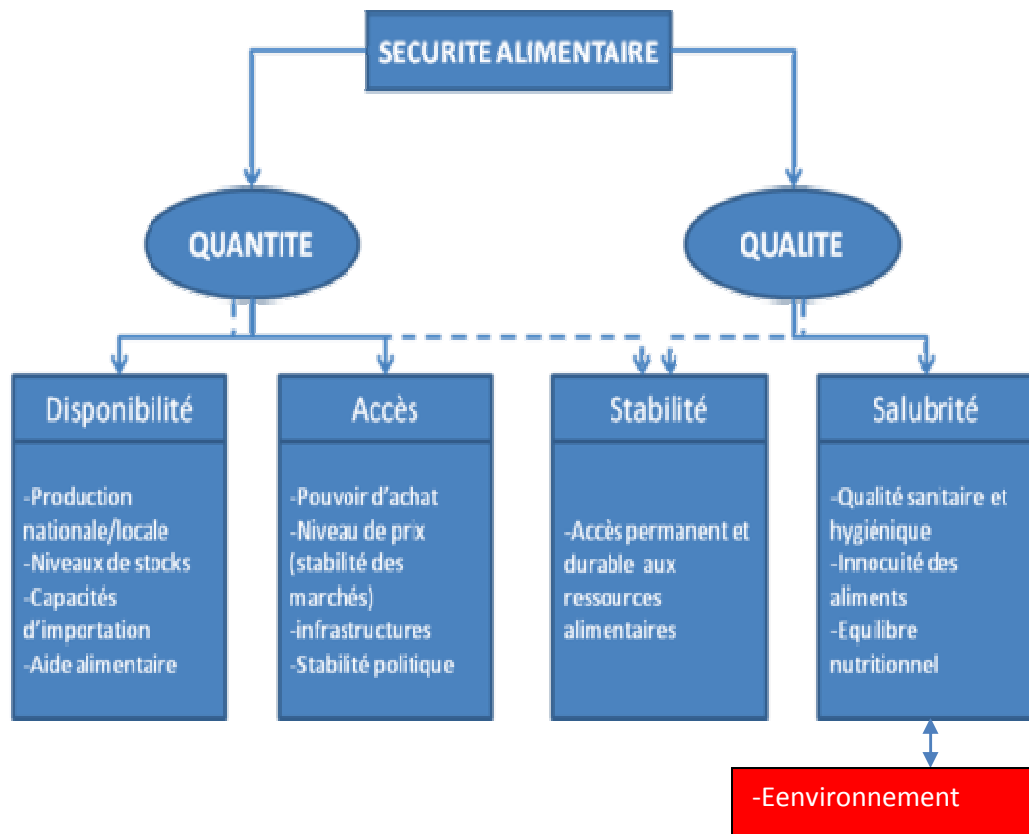 SECURITE ALIMENTAIRE
QUANTITE
QUALITE
Disponibilité
-Production
nationale/locale
-Niveaux de stocks
-Capacités
d'importation
-Aide alimentaire
Accès
-Pouvoir d'achat
-Niveau de prix
(stabilité des
marchés)
-infrastructures
-Stabilité politique
Stabilité
-Accès permanent et
durable aux
ressources
alimentaires
Salubrité
-Qualité sanitaire et
hygiénique
-Innocuité des
aliments
-Equilibre
nutritionnel
-Eenvironnement